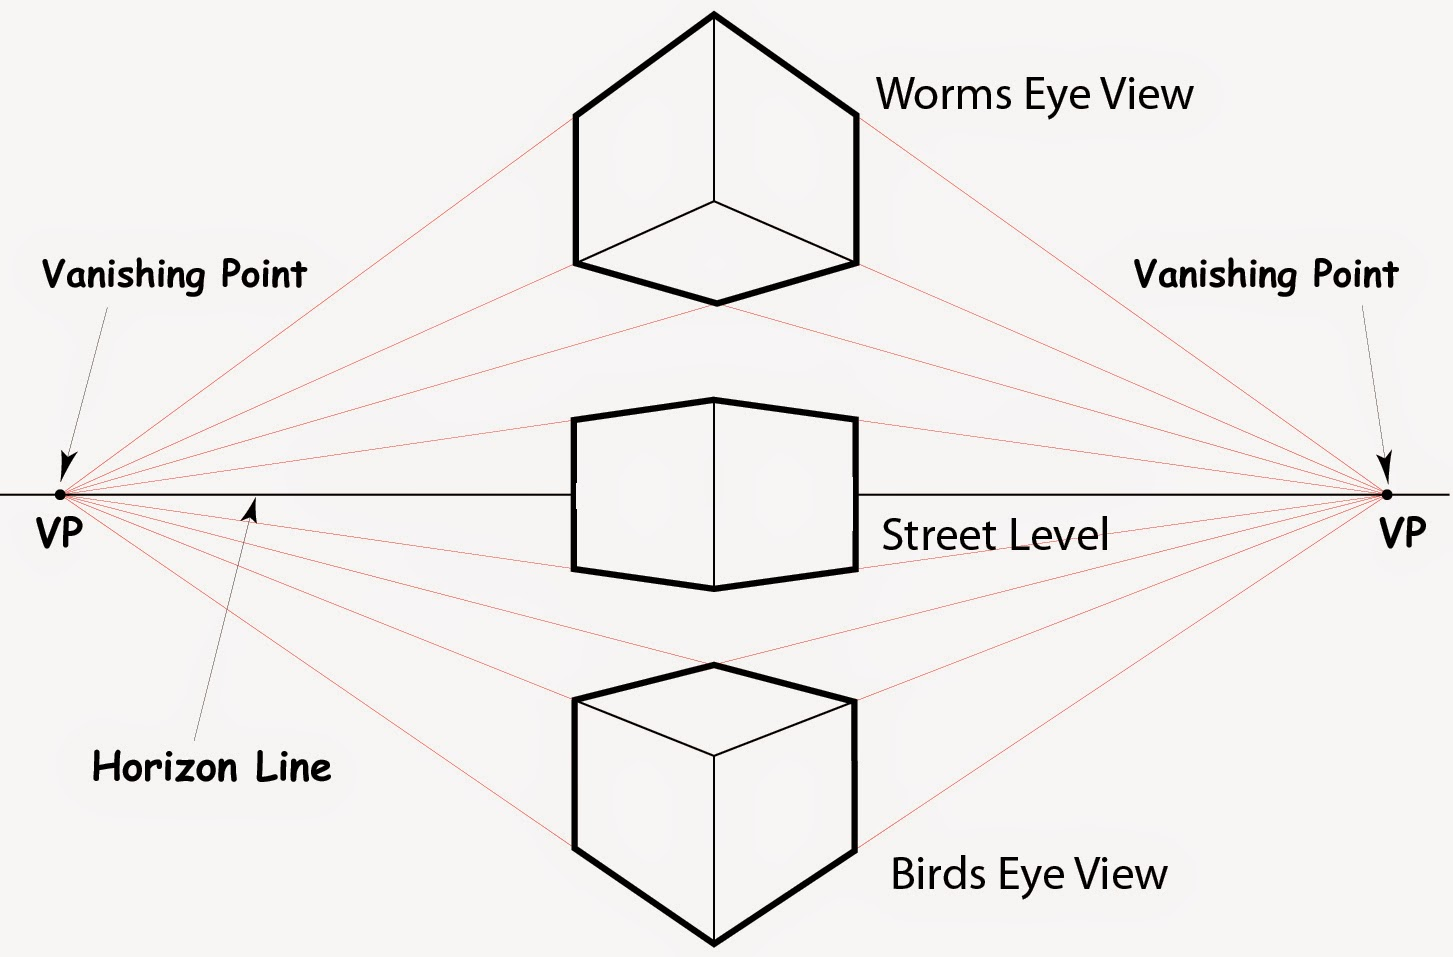 Worms Eye View
Vanishing Point
Vanishing Point
VP
Street Level
VP
Horizon Line
Birds Eye View